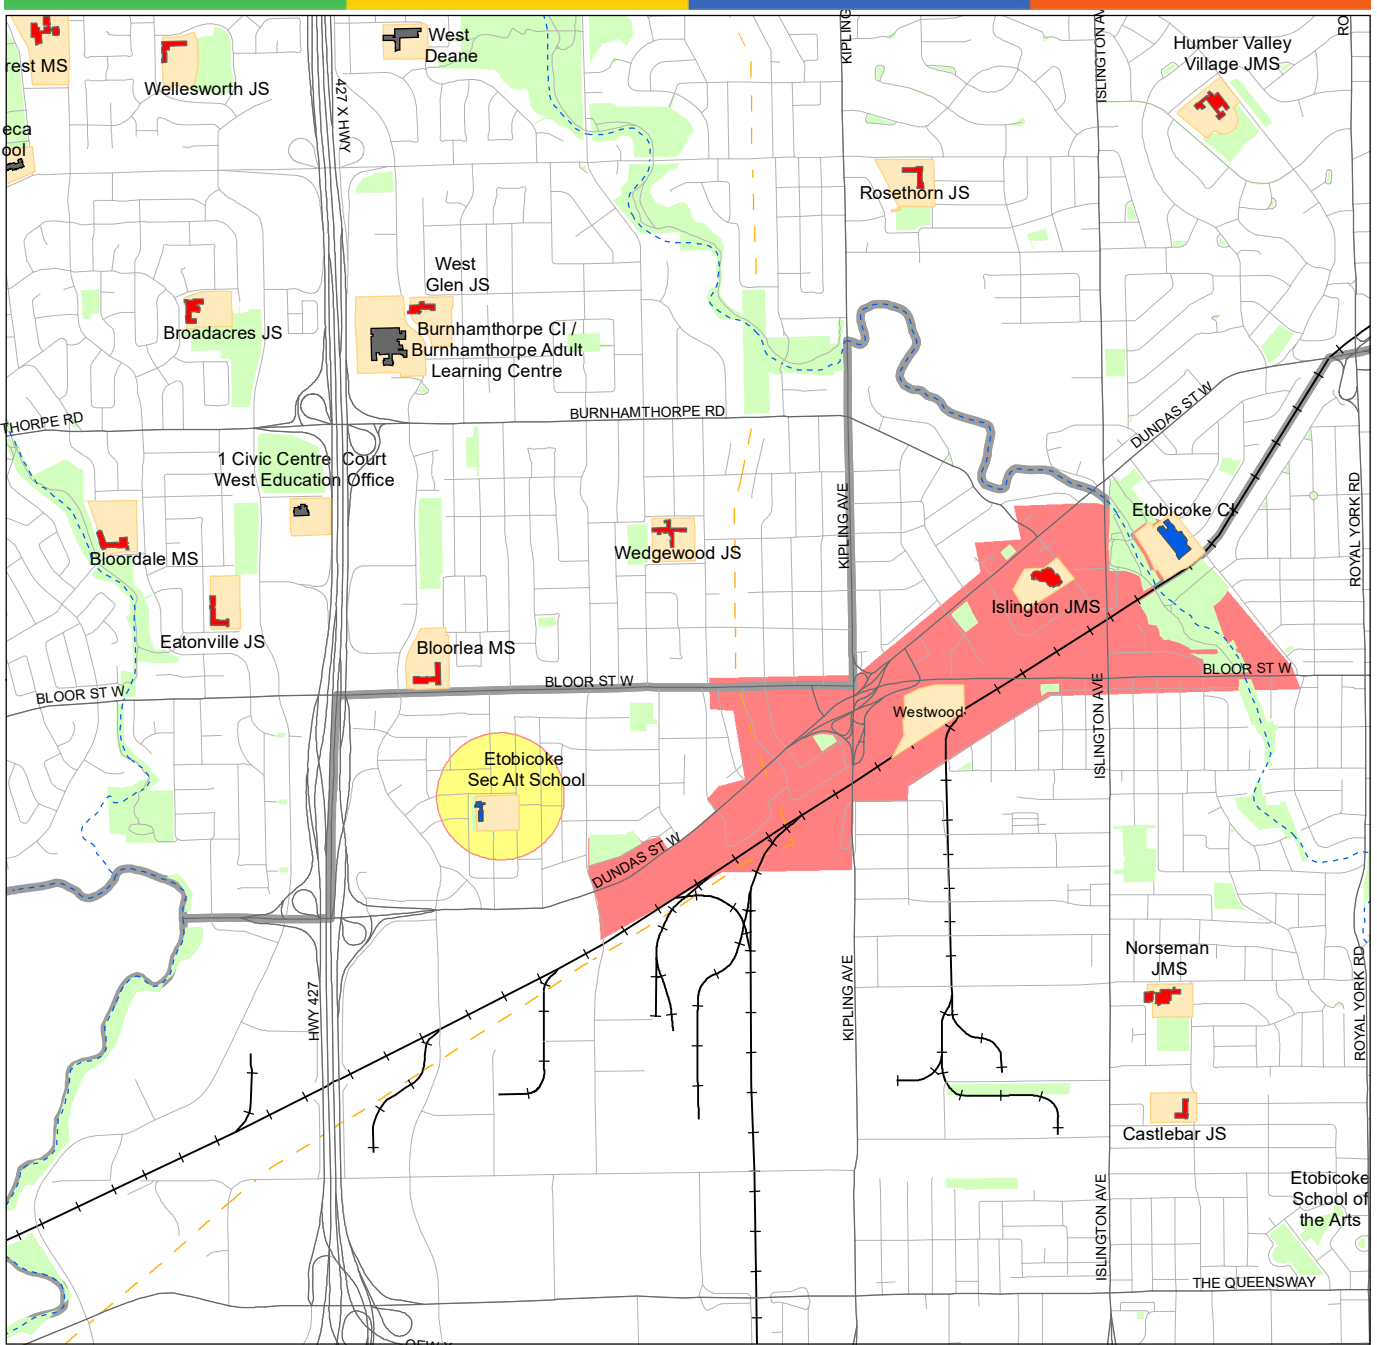 West
Deane
rest MS
Wellesworth JS
427 X HWY
KIPLING
ISLINGTON AV
Humber Valley
Village JMS
RO
eca
ool
Rosethorn JS
West
Glen JS
Broadacres JS
Burnhamthorpe CI /
Burnhamthorpe Adult
Learning Centre
THORPE RD
BURNHAMTHORPE RD
DUNDAS ST W
1 Civic Centre Court
West Education Office
KIPLING AVE
Etobicoke CI
ROYAL YORK RD
Bloordale MS
Wedgewood JS
Islington JMS
Eatonville JS
Bloorlea MS
BLOOR ST W
BLOOR ST W
BLOOR ST W
Westwood
ISLINGTON AVE
Etobicoke
Sec Alt School
DUNDAS ST W
HWY 427
KIPLING AVE
Norseman
JMS
ROYAL YORK RD
Castlebar JS
ISLINGTON AVE
Etobicoke
School of
the Arts
THE QUEENSWAY